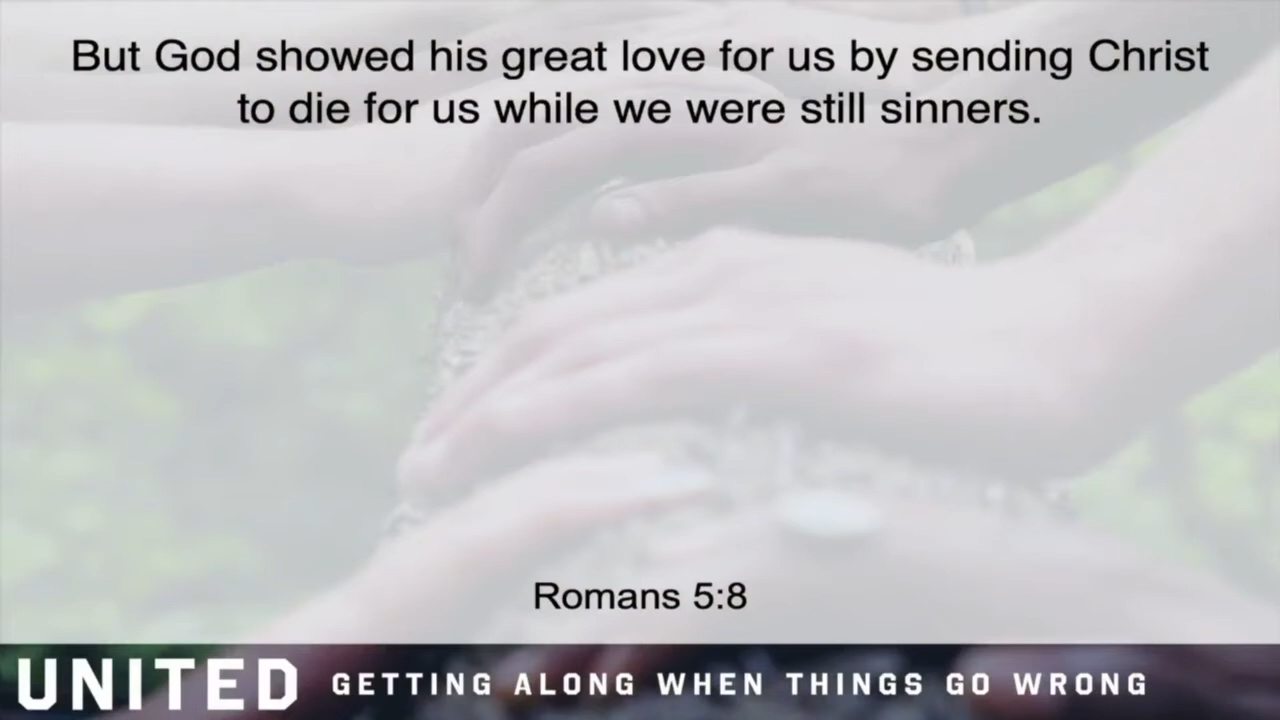 But God showed his great love for us by sending Christ
to die for us while we were still sinners.
Romans 5:8
UNITED GETTING ALONG WHEN THINGS GO WRONG